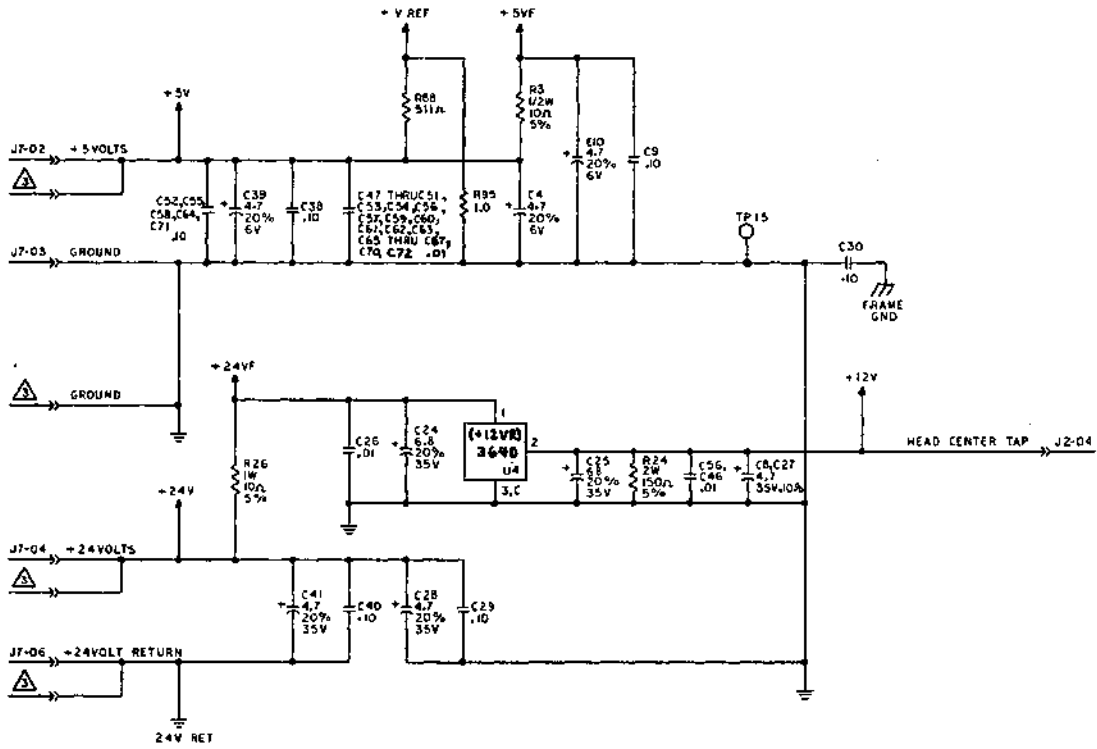 + V REF
+ 5VF
+5V
R68
511Ω
R3
1/2W
10Ω
5%
J7-02 +5VOLTS
3
E10
4.7
20%
6V
C9
.10
C52, C55
C58, C64,
C71,
.10
C39
4.7
20%
6V
C38
.10
C47 THRU C51,
C53, C54, C56,
C57, C59, C60,
C61, C62, C63,
C65 THRU C67,
C70, C72 .01
R95
1.0
C4
4.7
20%
6V
TP15
J7-03 GROUND
C30
.10
FRAME
GND
+24VF
+12V
3 GROUND
C26
.01
C24
6.8
20%
35V
1
(+12VR)
3640
U4
2
3,C
HEAD CENTER TAP J2-04
R26
1W
10Ω
5%
C25
6.8
20%
35V
R24
2W
150Ω
5%
C56,
C46
.01
C8, C27
4.7
35V, 10%
+24V
J7-04 +24VOLTS
3
C41
4.7
20%
35V
C40
.10
C28
4.7
20%
35V
C29
.10
J7-06 +24VOLT RETURN
3
24V RET